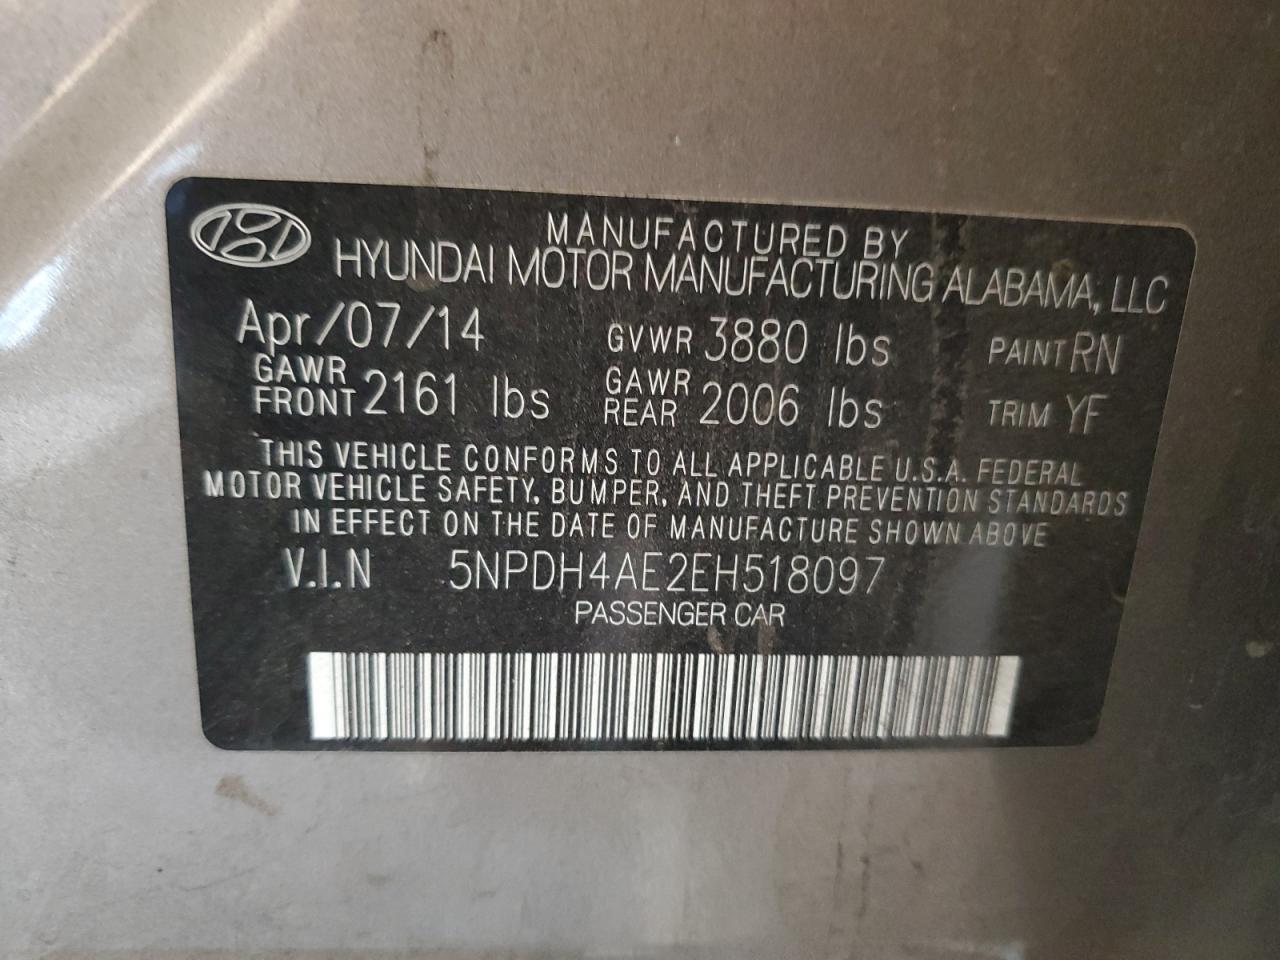 MANUFACTURED BY
HYUNDAI MOTOR MANUFACTURING ALABAMA, LLC
Apr/07/14 GVWR 3880 lbs PAINT RN
GAWR FRONT 2161 lbs GAWR REAR 2006 lbs TRIM YF
THIS VEHICLE CONFORMS TO ALL APPLICABLE U.S.A. FEDERAL
MOTOR VEHICLE SAFETY, BUMPER, AND THEFT PREVENTION STANDARDS
IN EFFECT ON THE DATE OF MANUFACTURE SHOWN ABOVE
V.I.N 5NPDH4AE2EH518097
PASSENGER CAR